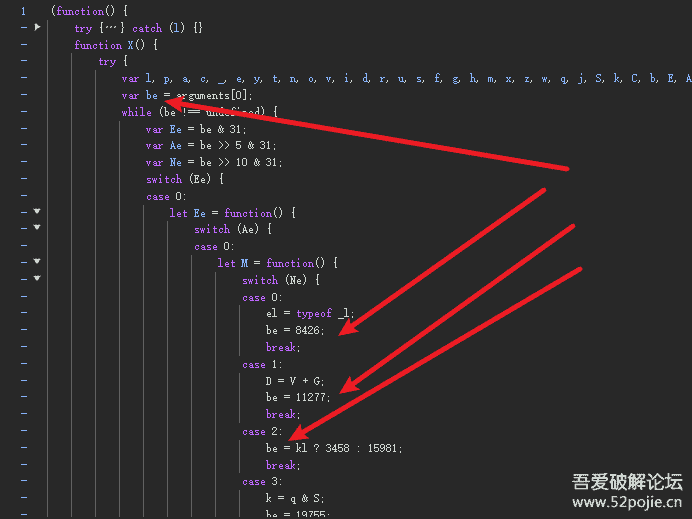 1 (function() {
try {⋯} catch (l) {}
function X() {
try {
var l, p, a, c, _, e, y, t, n, o, v, i, d, r, u, s, f, g, h, m, x, z, w, q, j, S, k, C, b, E, A
var be = arguments[0];
while (be !== undefined) {
var Ee = be & 31;
var Ae = be >> 5 & 31;
var Ne = be >> 10 & 31;
switch (Ee) {
case 0:
let Ee = function() {
switch (Ae) {
case 0:
let M = function() {
switch (Ne) {
case 0:
el = typeof _l;
be = 8426;
break;
case 1:
D = V + G;
be = 11277;
break;
case 2:
be = kl ? 3458 : 15981;
break;
case 3:
k = q & S;
be = 19755;
吾爱破解论坛
www.52pojie.cn